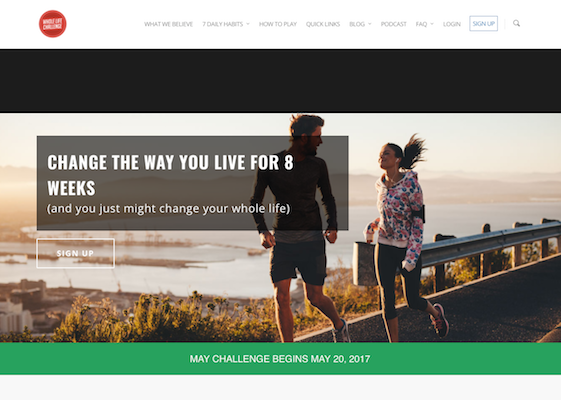 WHOLE LIFE
CHALLENGE
WHAT WE BELIEVE 7 DAILY HABITS HOW TO PLAY QUICK LINKS BLOG PODCAST FAQ LOGIN SIGN UP
CHANGE THE WAY YOU LIVE FOR 8
WEEKS
(and you just might change your whole life)
SIGN UP
MAY CHALLENGE BEGINS MAY 20, 2017